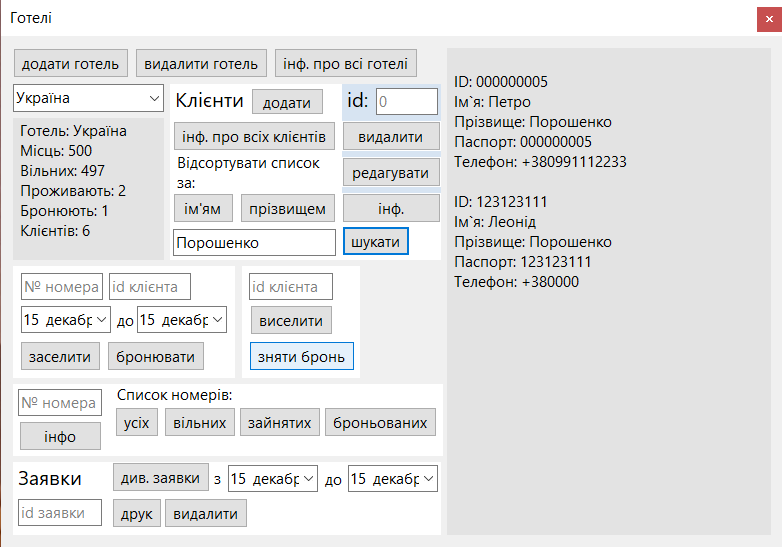 Готелі
додати готель видалити готель інф. про всі готелі
Україна
Готель: Україна
Місць: 500
Вільних: 497
Проживають: 2
Бронюють: 1
Клієнтів: 6
Клієнти додати id: 0
інф. про всіх клієнтів видалити
Відсортувати список
за:
редагувати
ім'ям прізвищем інф.
Порошенко шукати
№ номера id клієнта
15 декабр до 15 декабр
заселити бронювати
id клієнта
виселити
зняти бронь
№ номера
інфо
Список номерів:
усіх вільних зайнятих броньованих
Заявки див. заявки з 15 декабр до 15 декабр
id заявки друк видалити
ID: 000000005
Ім`я: Петро
Прізвище: Порошенко
Паспорт: 000000005
Телефон: +380991112233
ID: 123123111
Ім`я: Леонід
Прізвище: Порошенко
Паспорт: 123123111
Телефон: +380000